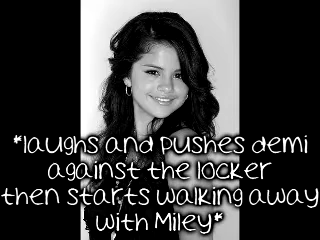 *laughs and pushes demi
against the locker
then starts walking away
with Miley*